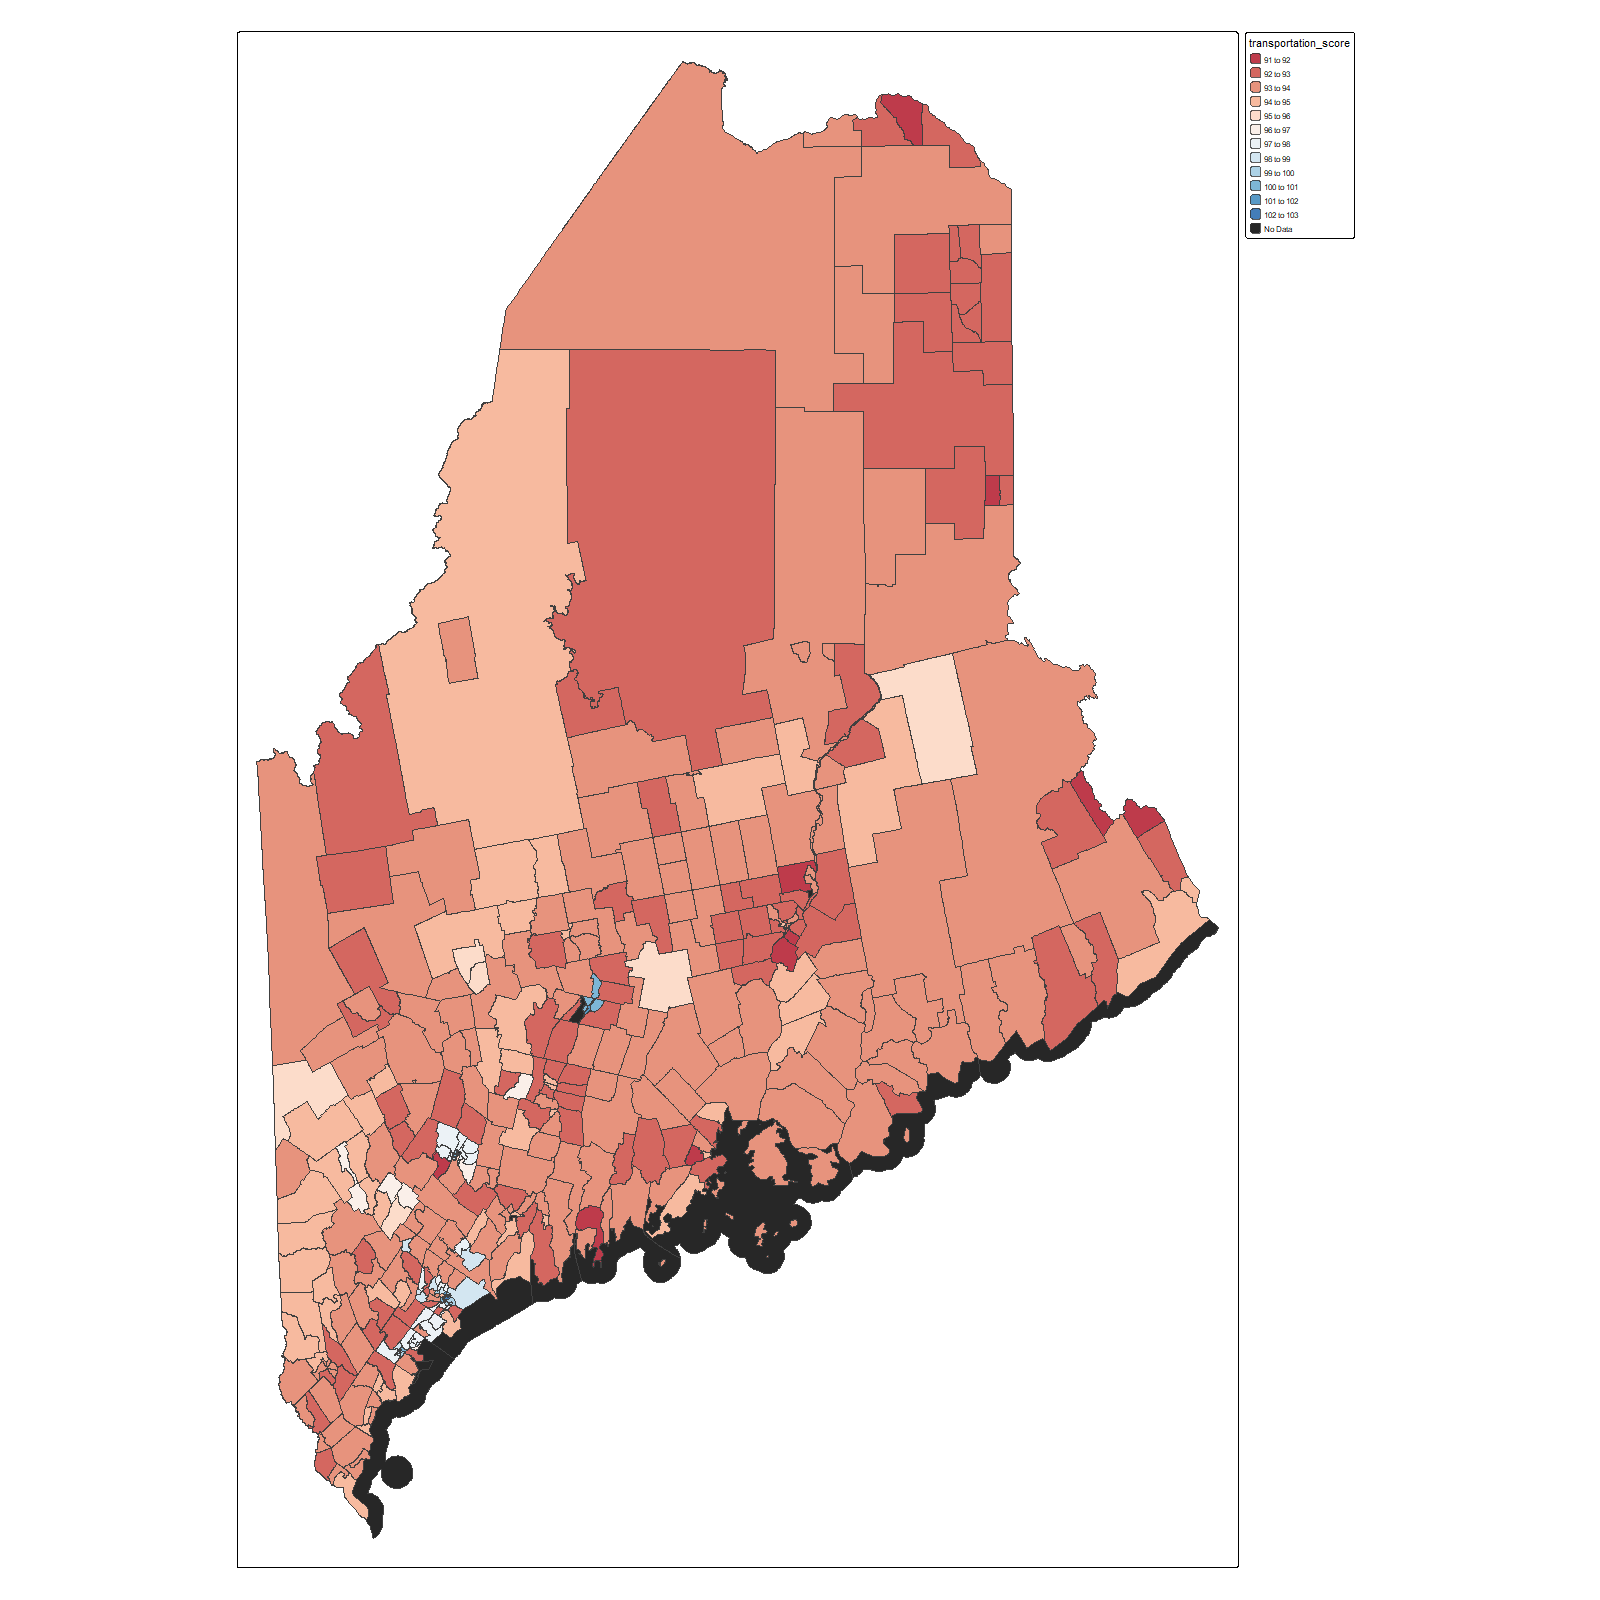 transportation_score
91 to 92
92 to 93
93 to 94
94 to 95
95 to 96
96 to 97
97 to 98
98 to 99
99 to 100
100 to 101
101 to 102
102 to 103
No Data